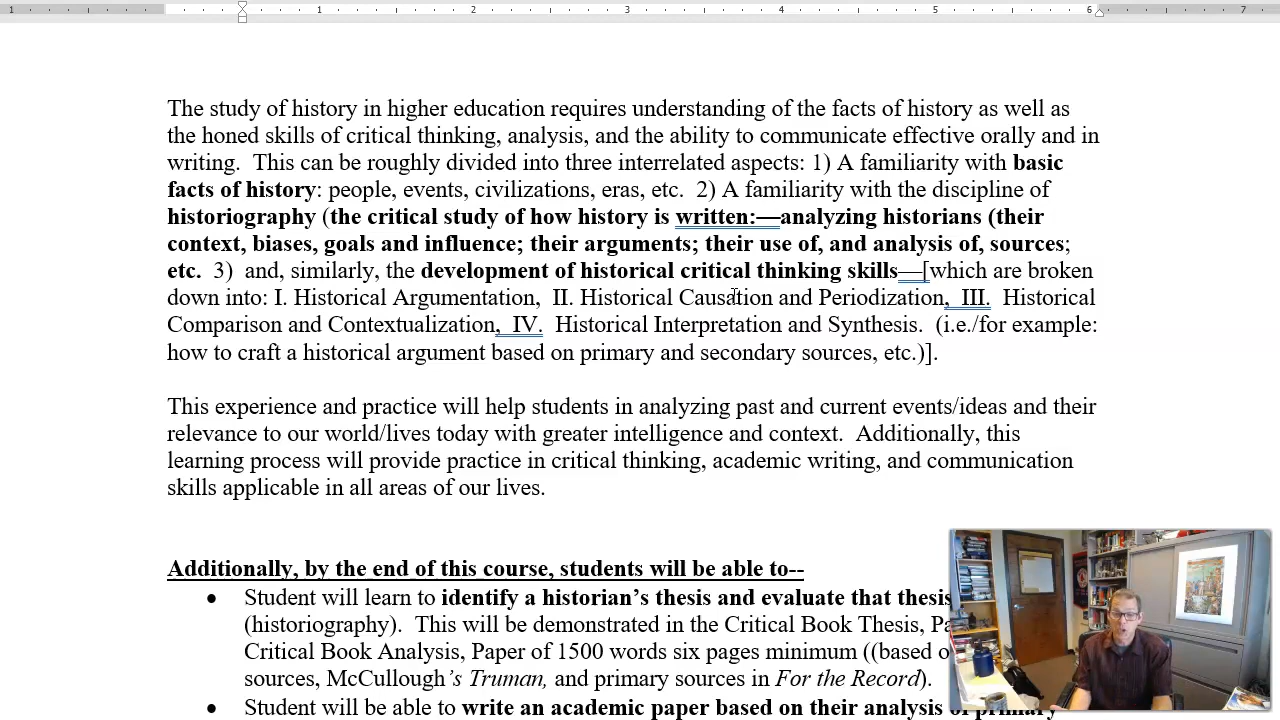 1 1 2 3 4 5 6 7
The study of history in higher education requires understanding of the facts of history as well as
the honed skills of critical thinking, analysis, and the ability to communicate effective orally and in
writing.  This can be roughly divided into three interrelated aspects: 1) A familiarity with basic
facts of history: people, events, civilizations, eras, etc.  2) A familiarity with the discipline of
historiography (the critical study of how history is written:—analyzing historians (their
context, biases, goals and influence; their arguments; their use of, and analysis of, sources;
etc.  3)  and, similarly, the development of historical critical thinking skills—[which are broken
down into: I. Historical Argumentation,  II. Historical Causation and Periodization,  III.  Historical
Comparison and Contextualization,  IV.  Historical Interpretation and Synthesis.  (i.e./for example:
how to craft a historical argument based on primary and secondary sources, etc.)].
This experience and practice will help students in analyzing past and current events/ideas and their
relevance to our world/lives today with greater intelligence and context.  Additionally, this
learning process will provide practice in critical thinking, academic writing, and communication
skills applicable in all areas of our lives.
Additionally, by the end of this course, students will be able to--
• Student will learn to identify a historian's thesis and evaluate that thesis
(historiography).  This will be demonstrated in the Critical Book Thesis,
Critical Book Analysis, Paper of 1500 words six pages minimum ((based
sources, McCullough's Truman, and primary sources in For the Record).
• Student will be able to write an academic paper based on their analysis of primary